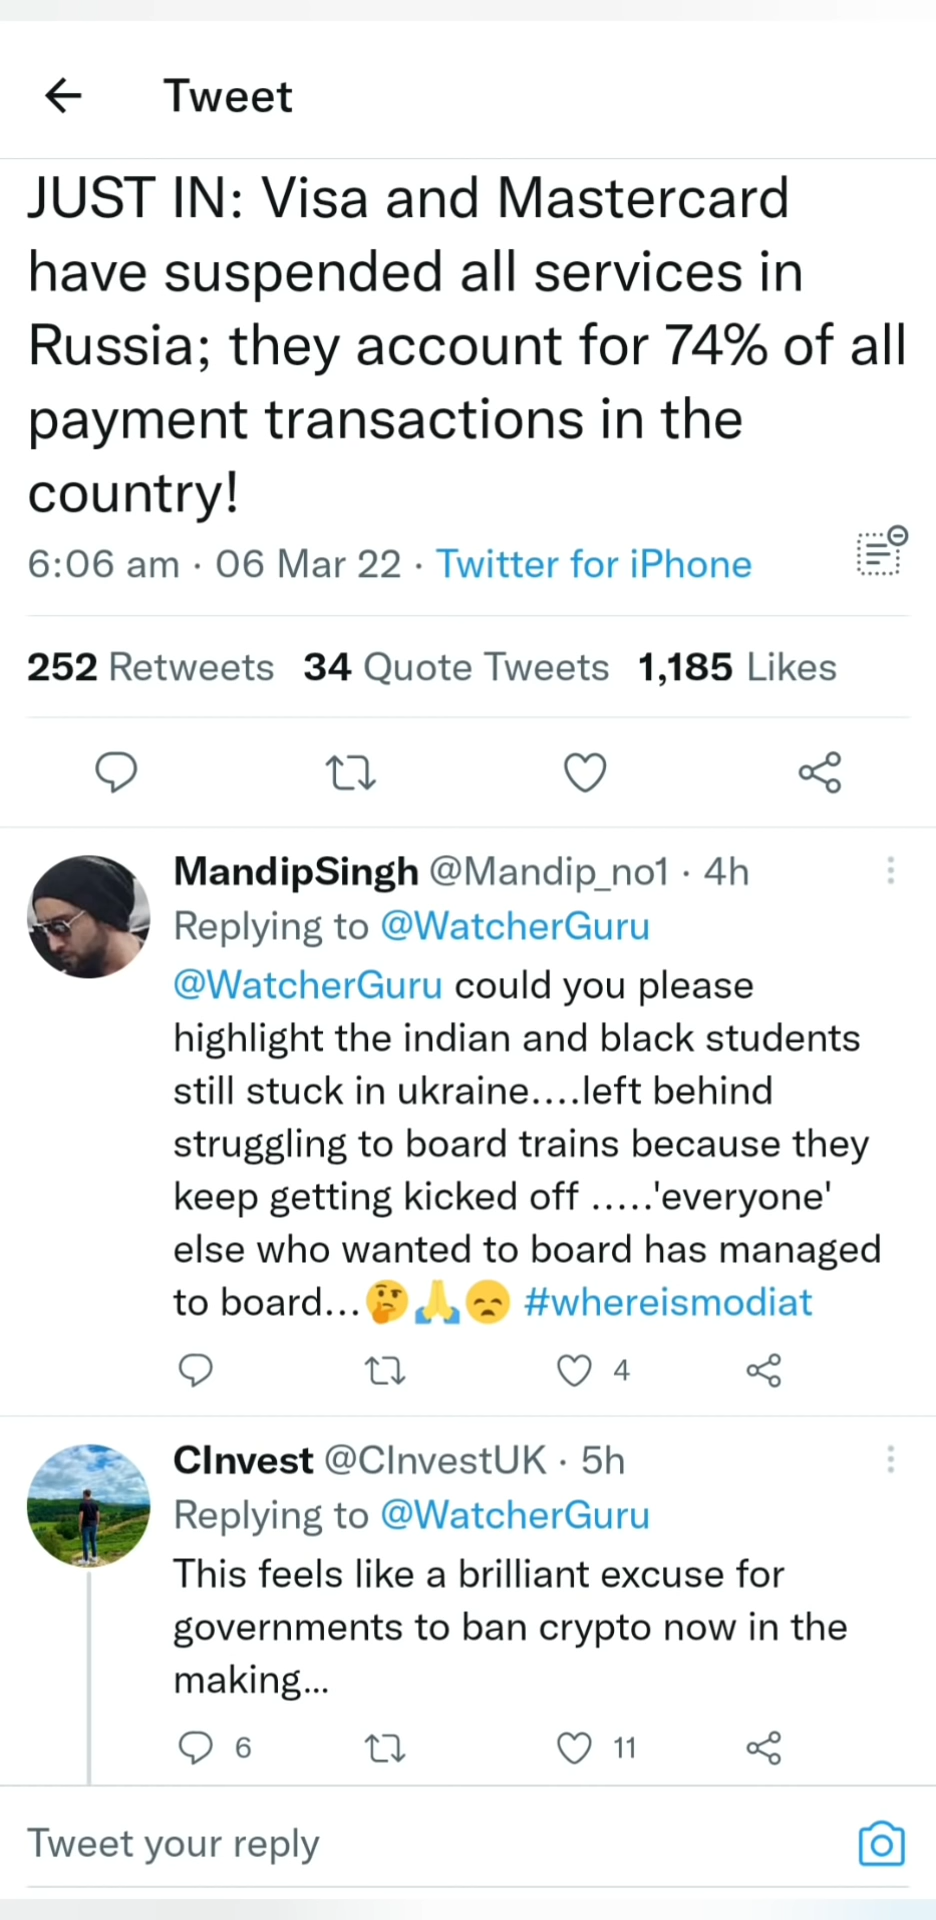 Tweet
JUST IN: Visa and Mastercard
have suspended all services in
Russia; they account for 74% of all
payment transactions in the
country!
6:06 am · 06 Mar 22 · Twitter for iPhone
252 Retweets 34 Quote Tweets 1,185 Likes
MandipSingh @Mandip_no1 · 4h
Replying to @WatcherGuru
@WatcherGuru could you please
highlight the indian and black students
still stuck in ukraine....left behind
struggling to board trains because they
keep getting kicked off .....'everyone'
else who wanted to board has managed
to board...🤔🙏😞 #whereismodiat
4
CInvest @CInvestUK · 5h
Replying to @WatcherGuru
This feels like a brilliant excuse for
governments to ban crypto now in the
making...
6 11
Tweet your reply